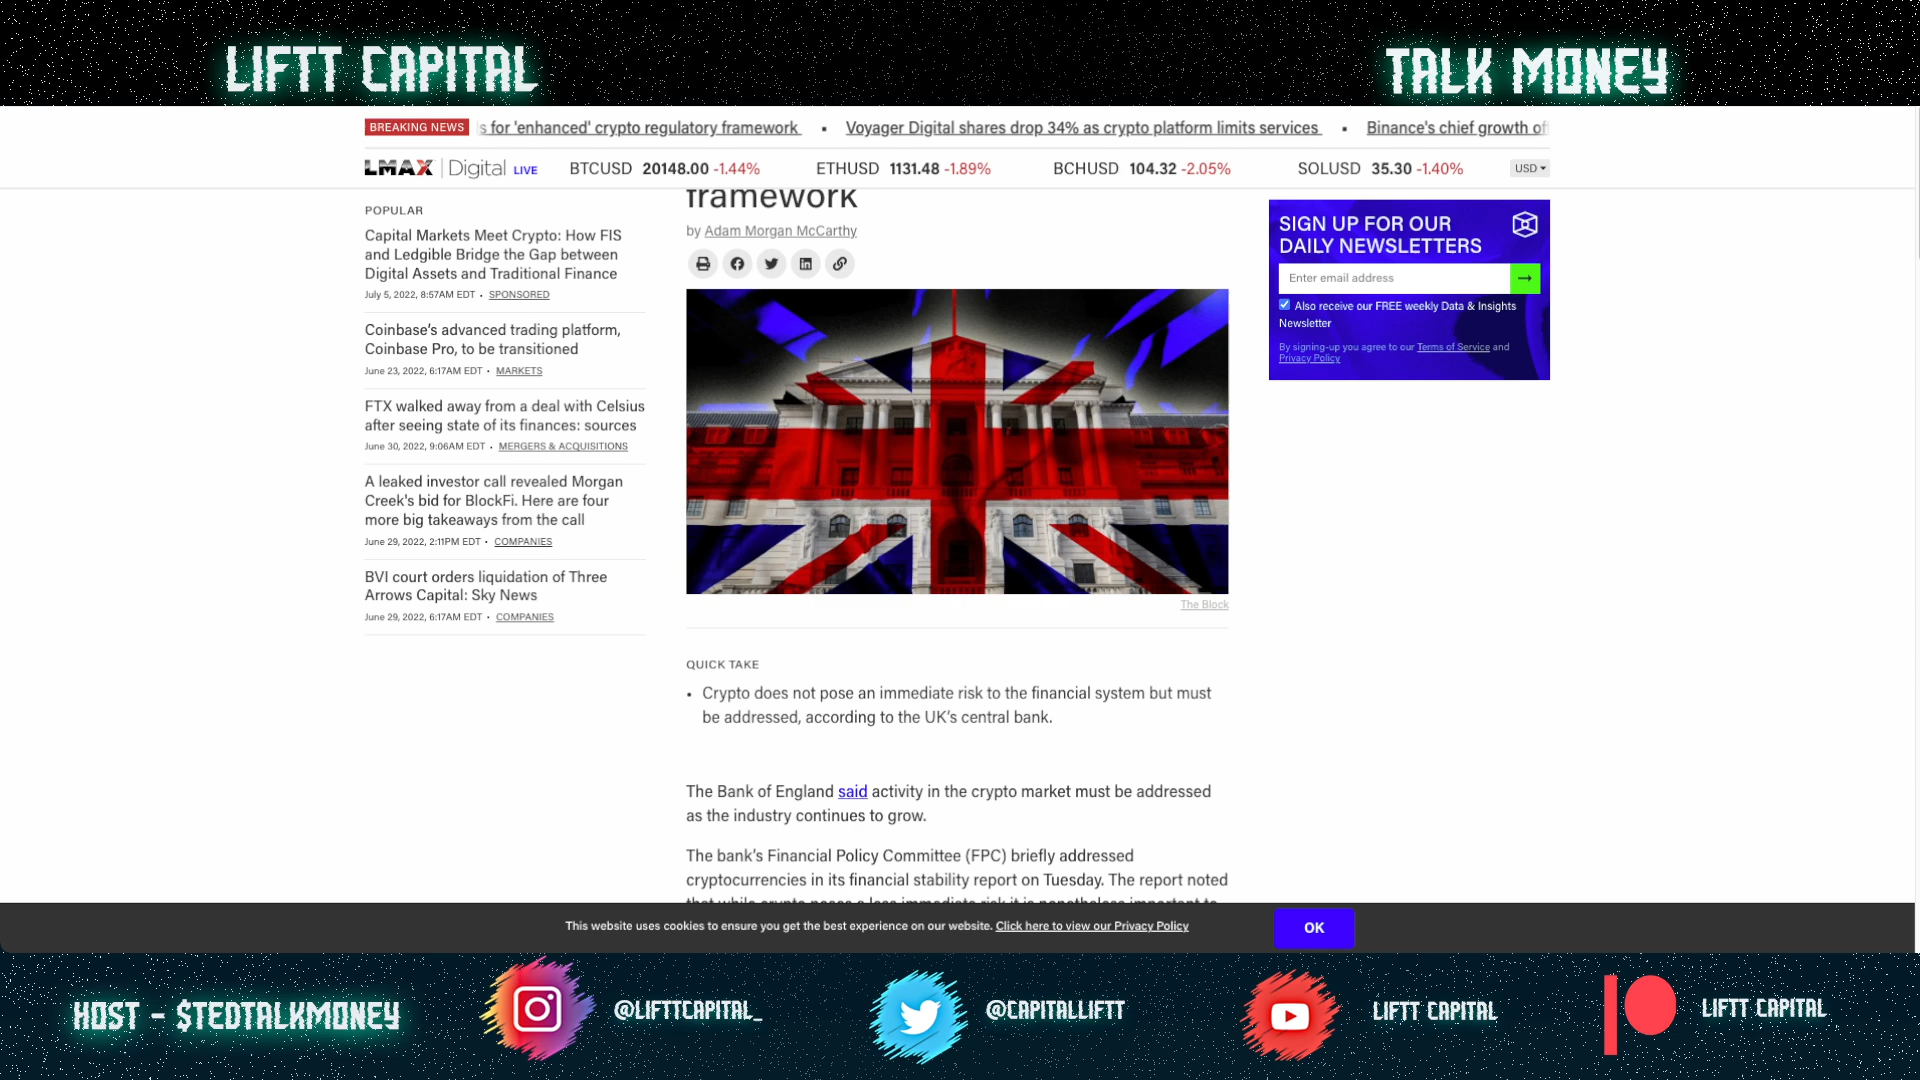 LIFTT CAPITAL
TALK MONEY
BREAKING NEWS
s for 'enhanced' crypto regulatory framework • Voyager Digital shares drop 34% as crypto platform limits services • Binance's chief growth of
LMAX | Digital LIVE BTCUSD 20148.00 -1.44% ETHUSD 1131.48 -1.89% BCHUSD 104.32 -2.05% SOLUSD 35.30 -1.40% USD
POPULAR
Capital Markets Meet Crypto: How FIS
and Ledgible Bridge the Gap between
Digital Assets and Traditional Finance
July 5, 2022, 8:57AM EDT • SPONSORED
Coinbase's advanced trading platform,
Coinbase Pro, to be transitioned
June 23, 2022, 6:17AM EDT • MARKETS
FTX walked away from a deal with Celsius
after seeing state of its finances: sources
June 30, 2022, 9:06AM EDT • MERGERS & ACQUISITIONS
A leaked investor call revealed Morgan
Creek's bid for BlockFi. Here are four
more big takeaways from the call
June 29, 2022, 2:11PM EDT • COMPANIES
BVI court orders liquidation of Three
Arrows Capital: Sky News
June 29, 2022, 6:17AM EDT • COMPANIES
framework
by Adam Morgan McCarthy
The Block
QUICK TAKE
• Crypto does not pose an immediate risk to the financial system but must
be addressed, according to the UK's central bank.
The Bank of England said activity in the crypto market must be addressed
as the industry continues to grow.
The bank's Financial Policy Committee (FPC) briefly addressed
cryptocurrencies in its financial stability report on Tuesday. The report noted
that while crypto poses a less immediate risk it is nonetheless important to
SIGN UP FOR OUR
DAILY NEWSLETTERS
Enter email address
Also receive our FREE weekly Data & Insights
Newsletter
By signing-up you agree to our Terms of Service and
Privacy Policy
This website uses cookies to ensure you get the best experience on our website. Click here to view our Privacy Policy
OK
HOST - $TEDTALKMONEY
@LIFTTCAPITAL_
@CAPITALLIFTT
LIFTT CAPITAL
LIFTT CAPITAL